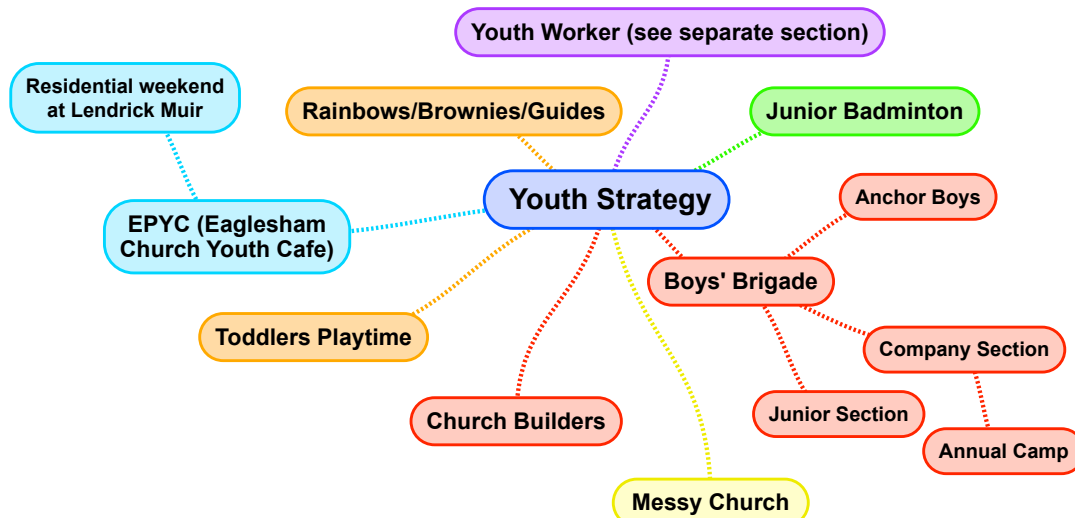 Youth Worker (see separate section)
Residential weekend
at Lendrick Muir
Rainbows/Brownies/Guides
Junior Badminton
Youth Strategy
Anchor Boys
EPYC (Eaglesham
Church Youth Cafe)
Boys' Brigade
Toddlers Playtime
Company Section
Church Builders
Junior Section
Annual Camp
Messy Church